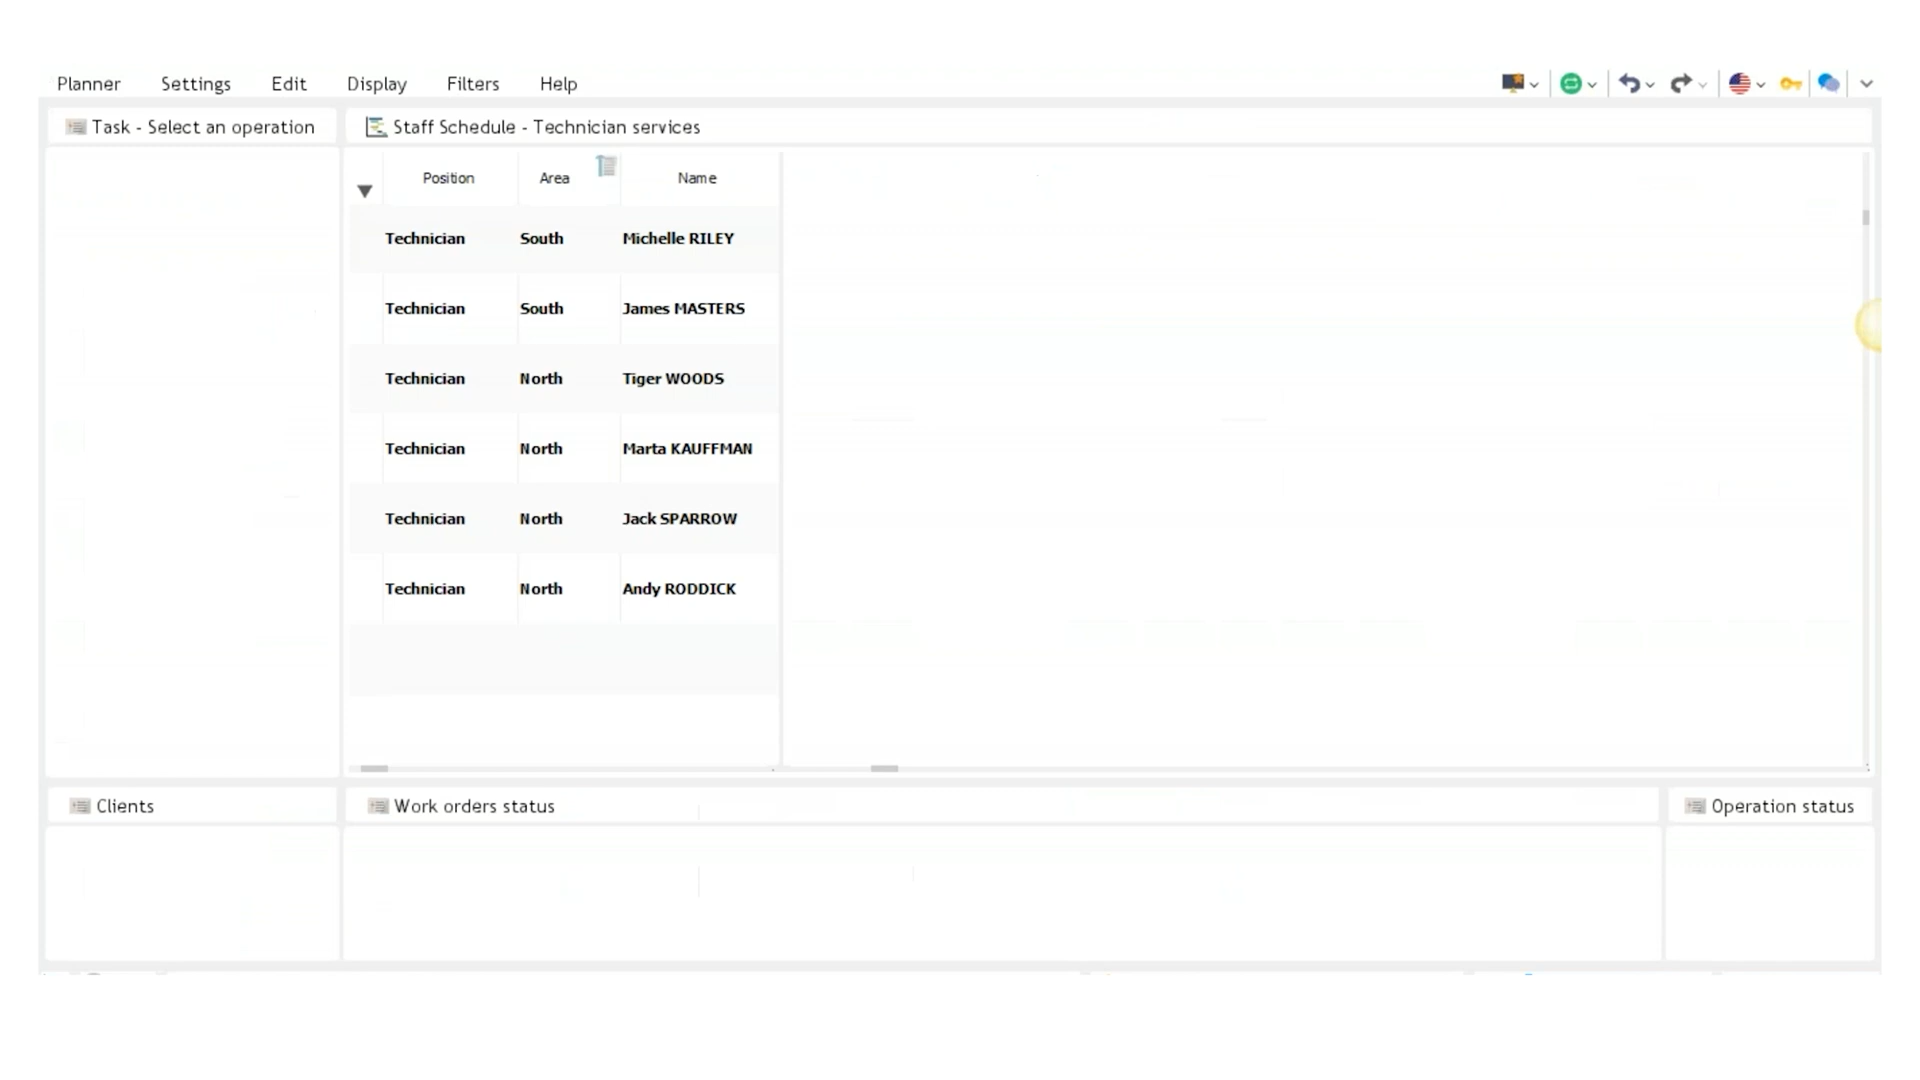 Planner Settings Edit Display Filters Help
Task - Select an operation
Staff Schedule - Technician services
Position Area Name
Technician South Michelle RILEY
Technician South James MASTERS
Technician North Tiger WOODS
Technician North Marta KAUFFMAN
Technician North Jack SPARROW
Technician North Andy RODDICK
Clients
Work orders status
Operation status